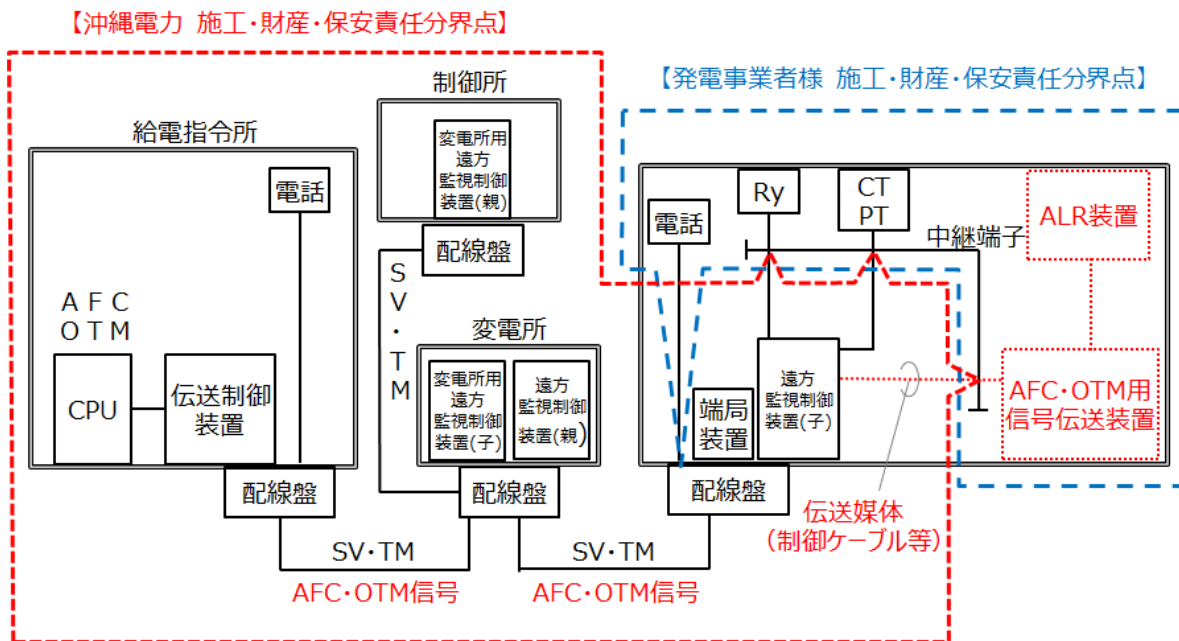 【沖縄電力 施工・財産・保安責任分界点】
【発電事業者様 施工・財産・保安責任分界点】
制御所
変電所用
遠方
監視制御
装置(親)
配線盤
給電指令所
電話
AFC
OTM
CPU
伝送制御
装置
配線盤
SV・TM
変電所
変電所用
遠方
監視制御
装置(子)
遠方
監視制御
装置(親)
配線盤
SV・TM
AFC・OTM信号
SV・TM
AFC・OTM信号
電話
Ry
CT
PT
中継端子
ALR装置
端局
装置
遠方
監視制御
装置(子)
AFC・OTM用
信号伝送装置
配線盤
伝送媒体
(制御ケーブル等)